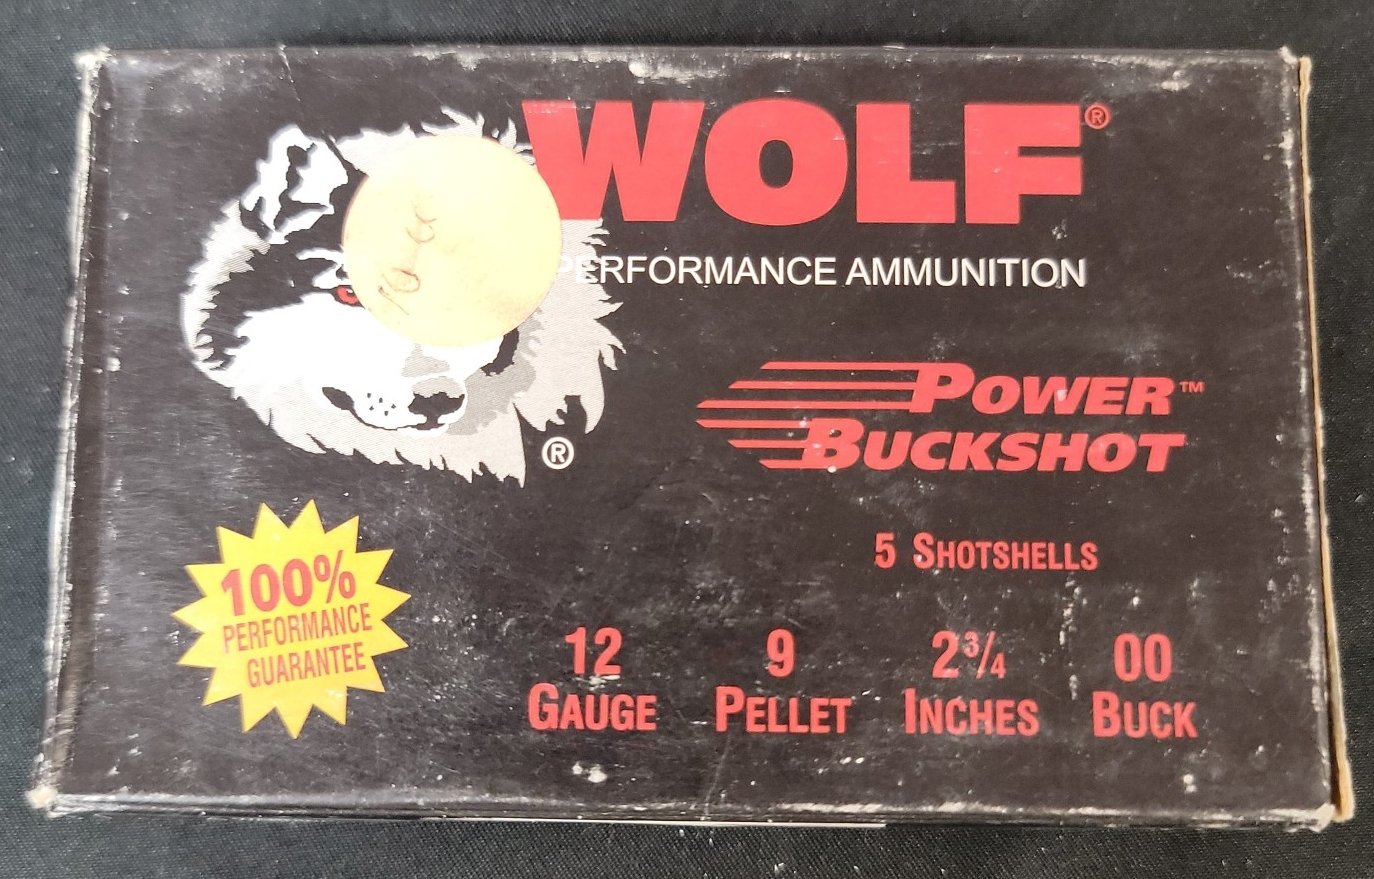 WOLF®
PERFORMANCE AMMUNITION
POWER™
BUCKSHOT
®
5 SHOTSHELLS
100%
PERFORMANCE
GUARANTEE
12 9 2¾ 00
GAUGE PELLET INCHES BUCK